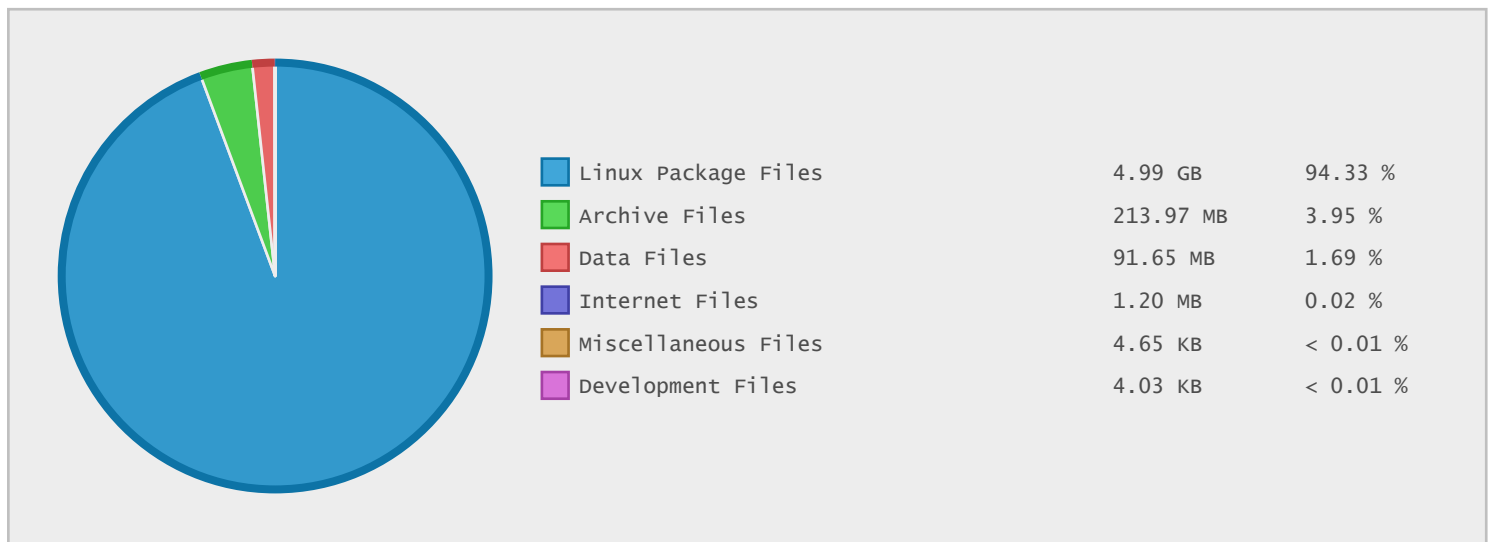 Linux Package Files 4.99 GB 94.33 %
Archive Files 213.97 MB 3.95 %
Data Files 91.65 MB 1.69 %
Internet Files 1.20 MB 0.02 %
Miscellaneous Files 4.65 KB < 0.01 %
Development Files 4.03 KB < 0.01 %